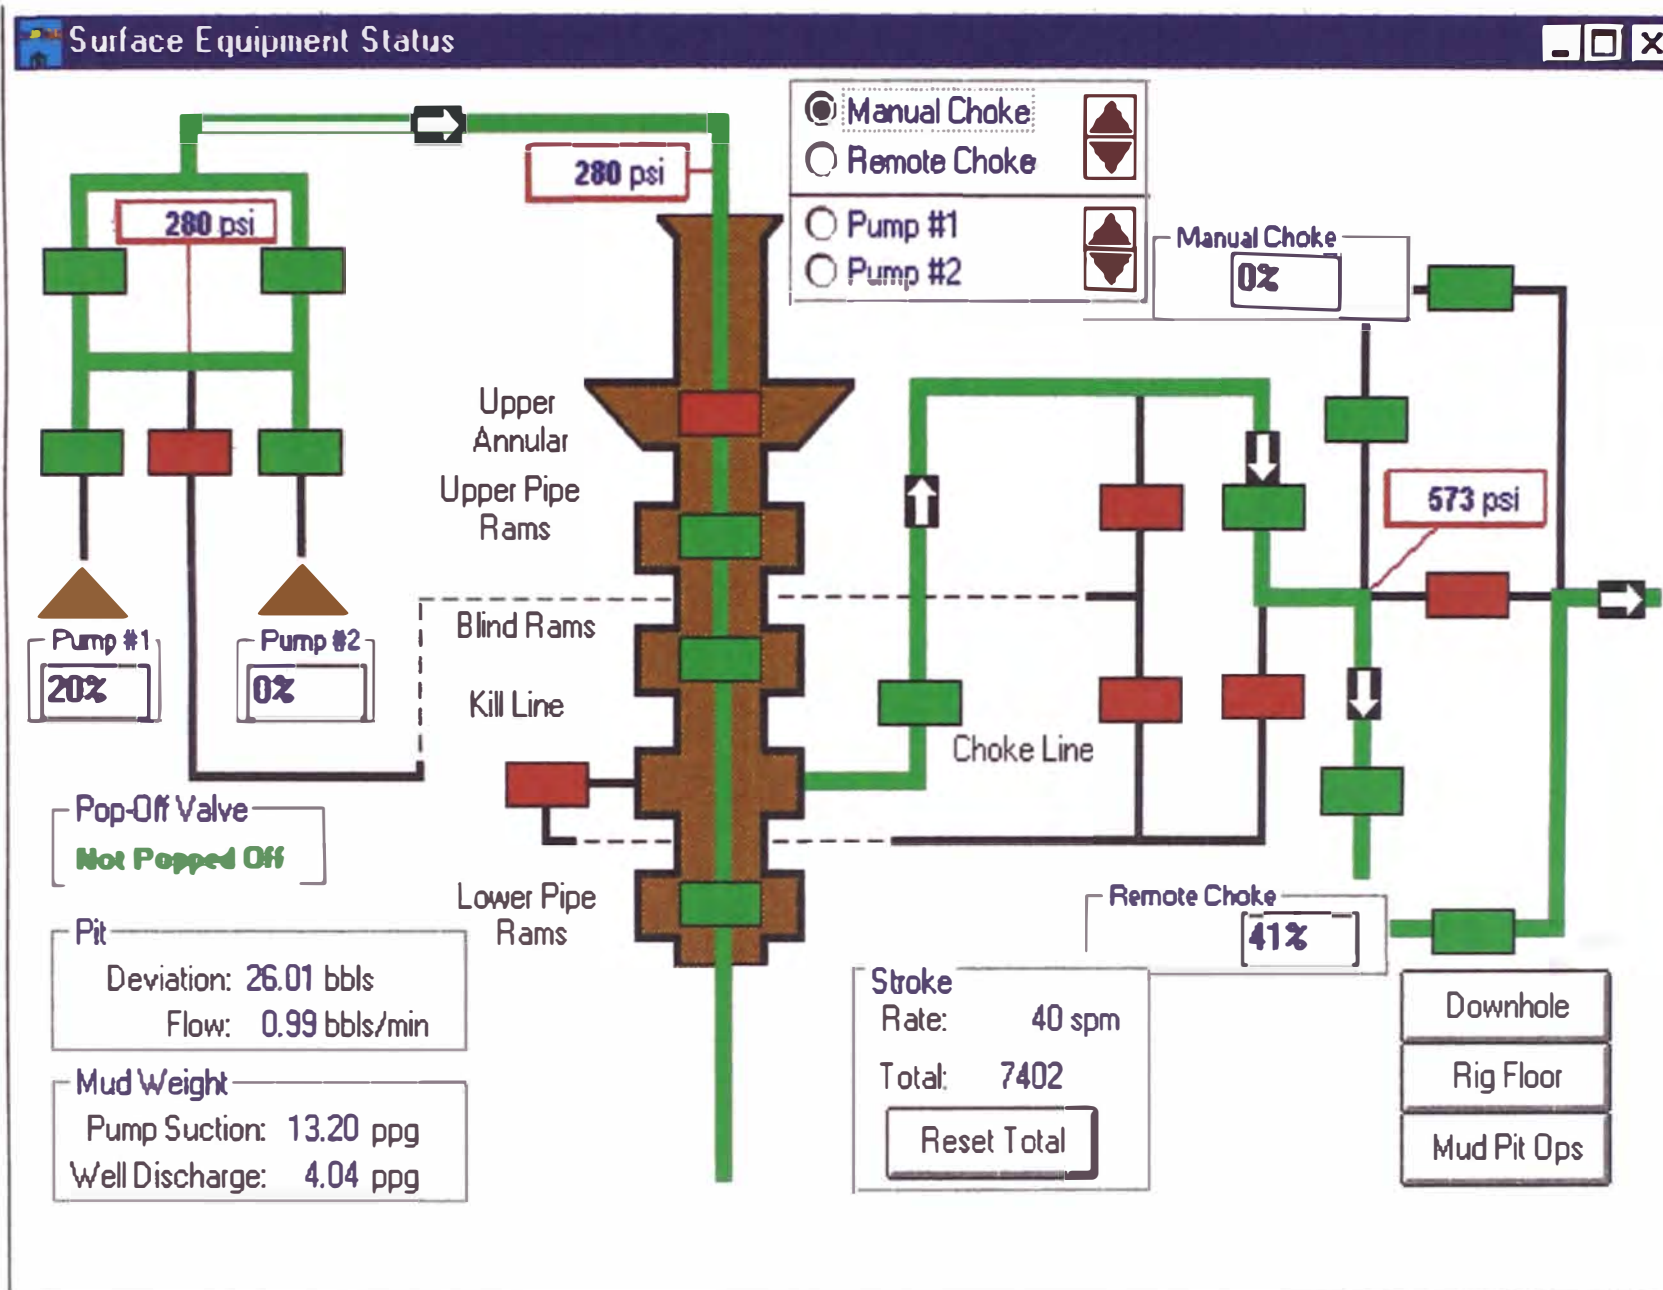 Surface Equipment Status
Manual Choke
Remote Choke
Pump #1
Pump #2
280 psi
280 psi
Manual Choke
0%
Upper
Annular
Upper Pipe
Rams
573 psi
Blind Rams
Pump #1
20%
Pump #2
0%
Kill Line
Choke Line
Pop-Off Valve
Not Popped Off
Lower Pipe
Rams
Remote Choke
41%
Pit
Deviation: 26.01 bbls
Flow: 0.99 bbls/min
Stroke
Rate: 40 spm
Total: 7402
Reset Total
Mud Weight
Pump Suction: 13.20 ppg
Well Discharge: 4.04 ppg
Downhole
Rig Floor
Mud Pit Ops